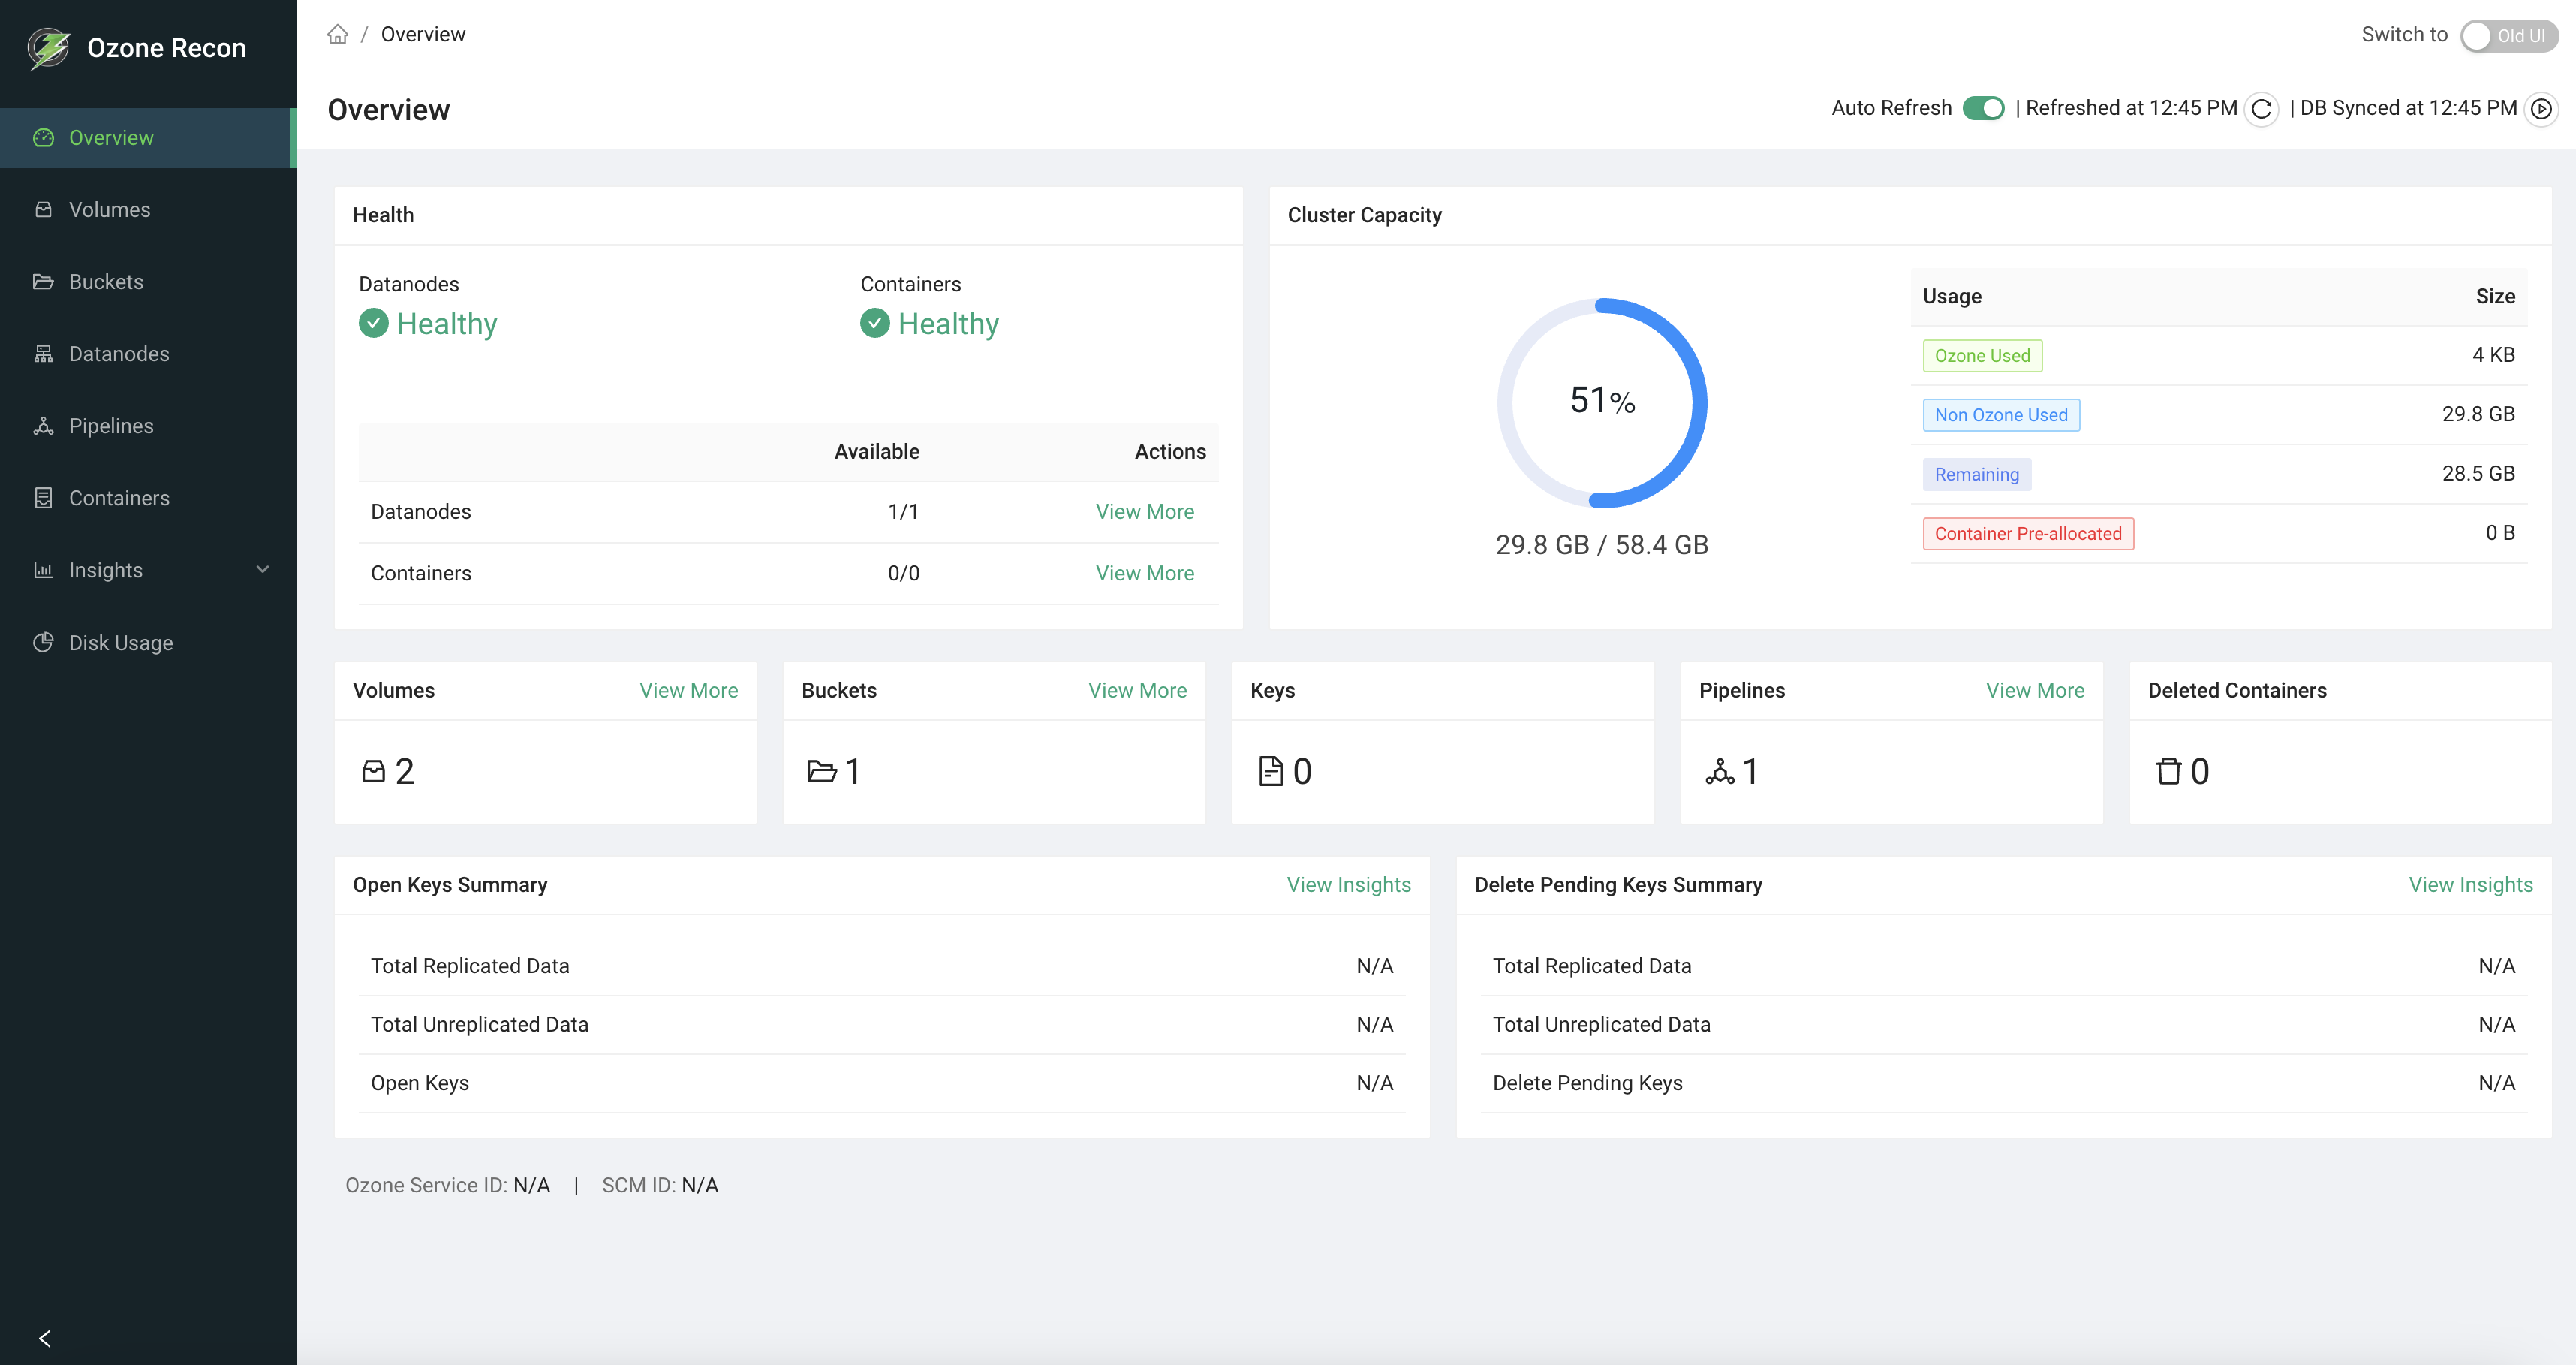 Ozone Recon
Overview
Volumes
Buckets
Datanodes
Pipelines
Containers
Insights
Disk Usage
/ Overview
Switch to Old UI
Overview
Auto Refresh | Refreshed at 12:45 PM | DB Synced at 12:45 PM
Health
Datanodes Containers
Healthy Healthy
Available Actions
Datanodes 1/1 View More
Containers 0/0 View More
Cluster Capacity
51%
29.8 GB / 58.4 GB
Usage Size
Ozone Used 4 KB
Non Ozone Used 29.8 GB
Remaining 28.5 GB
Container Pre-allocated 0 B
Volumes View More
2
Buckets View More
1
Keys
0
Pipelines View More
1
Deleted Containers
0
Open Keys Summary View Insights
Total Replicated Data N/A
Total Unreplicated Data N/A
Open Keys N/A
Delete Pending Keys Summary View Insights
Total Replicated Data N/A
Total Unreplicated Data N/A
Delete Pending Keys N/A
Ozone Service ID: N/A | SCM ID: N/A